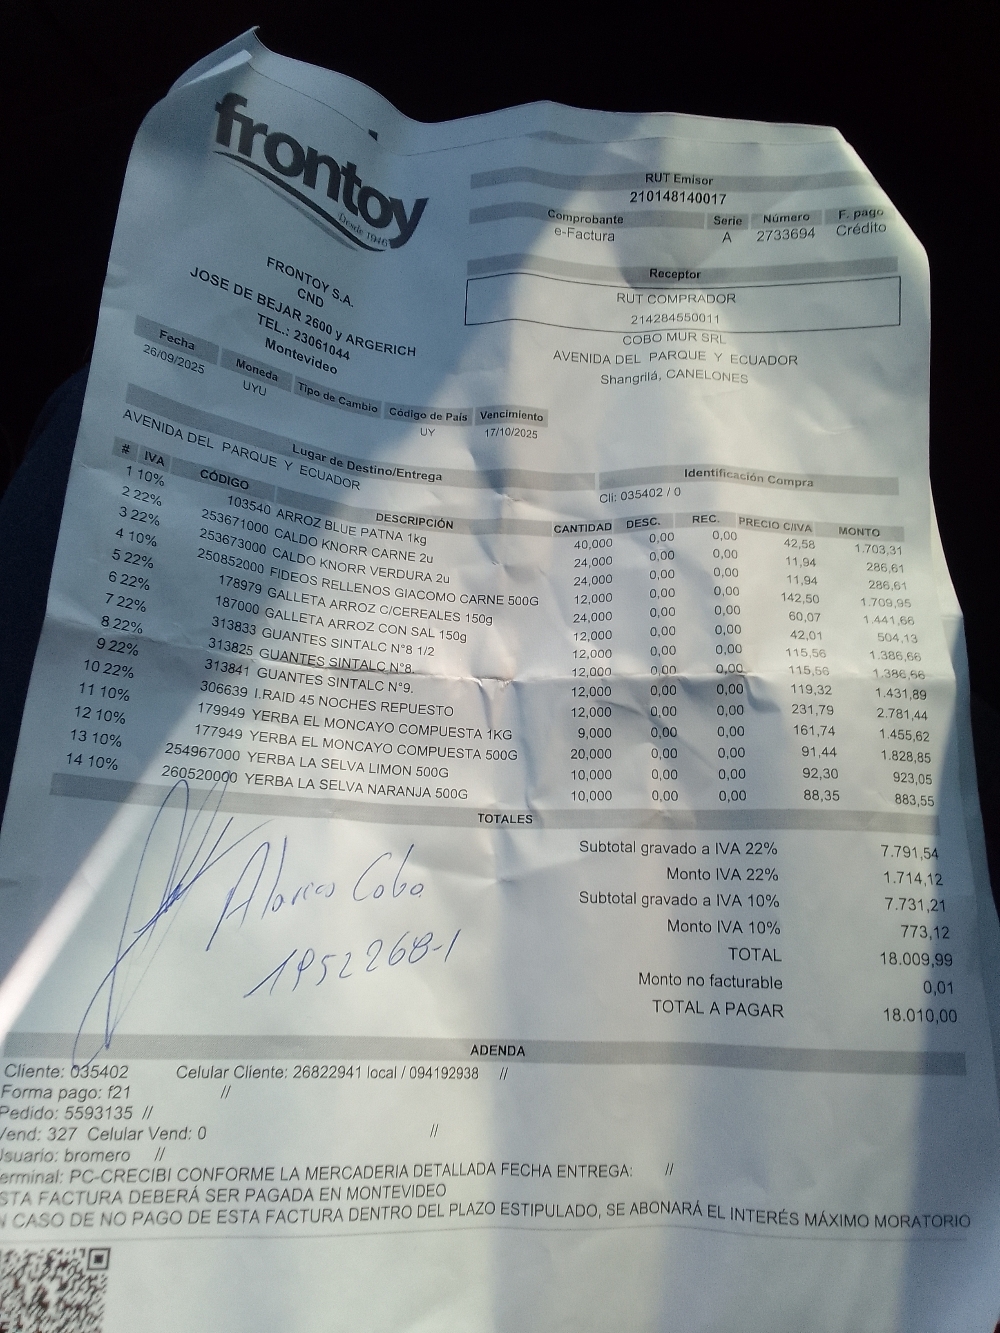 frontoy
Desde 1946
FRONTOY S.A.
CND
JOSE DE BEJAR 2600 y ARGERICH
TEL.: 23061044
Montevideo
RUT Emisor
210148140017
Comprobante Serie Número F. pago
e-Factura A 2733694 Crédito
Receptor
RUT COMPRADOR
214284550011
COBO MUR SRL
AVENIDA DEL PARQUE Y ECUADOR
Shangrilá, CANELONES
Fecha Moneda Tipo de Cambio Código de País Vencimiento
26/09/2025 UYU UY 17/10/2025
Lugar de Destino/Entrega
AVENIDA DEL PARQUE Y ECUADOR
Identificación Compra
Cli: 035402 / 0
# IVA CÓDIGO DESCRIPCIÓN CANTIDAD DESC. REC. PRECIO C/IVA MONTO
1 10% 103540 ARROZ BLUE PATNA 1kg 40,000 0,00 0,00 42,58 1.703,31
2 22% 253671000 CALDO KNORR CARNE 2u 24,000 0,00 0,00 11,94 286,61
3 22% 253673000 CALDO KNORR VERDURA 2u 24,000 0,00 0,00 11,94 286,61
4 10% 250852000 FIDEOS RELLENOS GIACOMO CARNE 500G 12,000 0,00 0,00 142,50 1.709,95
5 22% 178979 GALLETA ARROZ C/CEREALES 150g 24,000 0,00 0,00 60,07 1.441,66
6 22% 187000 GALLETA ARROZ CON SAL 150g 12,000 0,00 0,00 42,01 504,13
7 22% 313833 GUANTES SINTALC N°8 1/2 12,000 0,00 0,00 115,56 1.386,66
8 22% 313825 GUANTES SINTALC N°8. 12,000 0,00 0,00 115,56 1.386,66
9 22% 313841 GUANTES SINTALC N°9. 12,000 0,00 0,00 119,32 1.431,89
10 22% 306639 I.RAID 45 NOCHES REPUESTO 12,000 0,00 0,00 231,79 2.781,44
11 10% 179949 YERBA EL MONCAYO COMPUESTA 1KG 9,000 0,00 0,00 161,74 1.455,62
12 10% 177949 YERBA EL MONCAYO COMPUESTA 500G 20,000 0,00 0,00 91,44 1.828,85
13 10% 254967000 YERBA LA SELVA LIMON 500G 10,000 0,00 0,00 92,30 923,05
14 10% 260520000 YERBA LA SELVA NARANJA 500G 10,000 0,00 0,00 88,35 883,55
TOTALES
Subtotal gravado a IVA 22% 7.791,54
Monto IVA 22% 1.714,12
Subtotal gravado a IVA 10% 7.731,21
Monto IVA 10% 773,12
TOTAL 18.009,99
Monto no facturable 0,01
TOTAL A PAGAR 18.010,00
Cobo
1952268-1
ADENDA
Cliente: 035402 Celular Cliente: 26822941 local / 094192938 //
Forma pago: f21 //
Pedido: 5593135 //
Vend: 327 Celular Vend: 0 //
suario: bromero //
erminal: PC-CRECIBI CONFORME LA MERCADERIA DETALLADA FECHA ENTREGA: //
STA FACTURA DEBERÁ SER PAGADA EN MONTEVIDEO
N CASO DE NO PAGO DE ESTA FACTURA DENTRO DEL PLAZO ESTIPULADO, SE ABONARÁ EL INTERÉS MÁXIMO MORATORIO